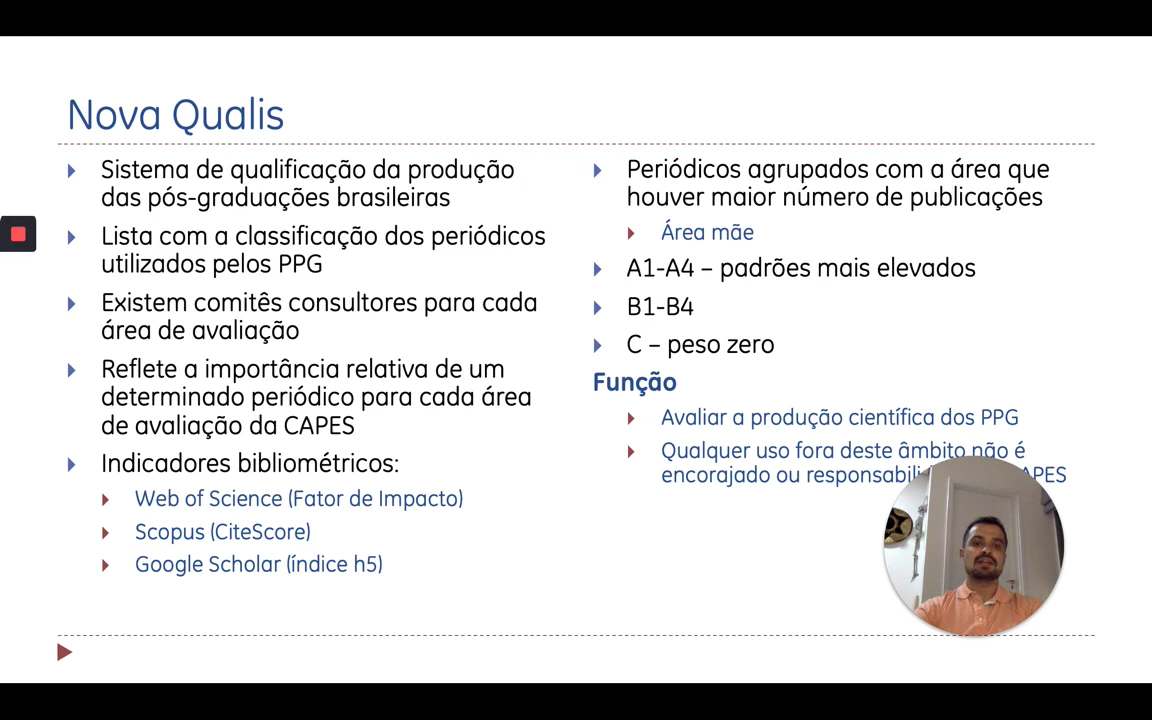 Nova Qualis
Sistema de qualificação da produção
das pós-graduações brasileiras
Lista com a classificação dos periódicos
utilizados pelos PPG
Existem comitês consultores para cada
área de avaliação
Reflete a importância relativa de um
determinado periódico para cada área
de avaliação da CAPES
Indicadores bibliométricos:
Web of Science (Fator de Impacto)
Scopus (CiteScore)
Google Scholar (índice h5)
Periódicos agrupados com a área que
houver maior número de publicações
Área mãe
A1-A4 – padrões mais elevados
B1-B4
C – peso zero
Função
Avaliar a produção científica dos PPG
Qualquer uso fora deste âmbito não é
encorajado ou